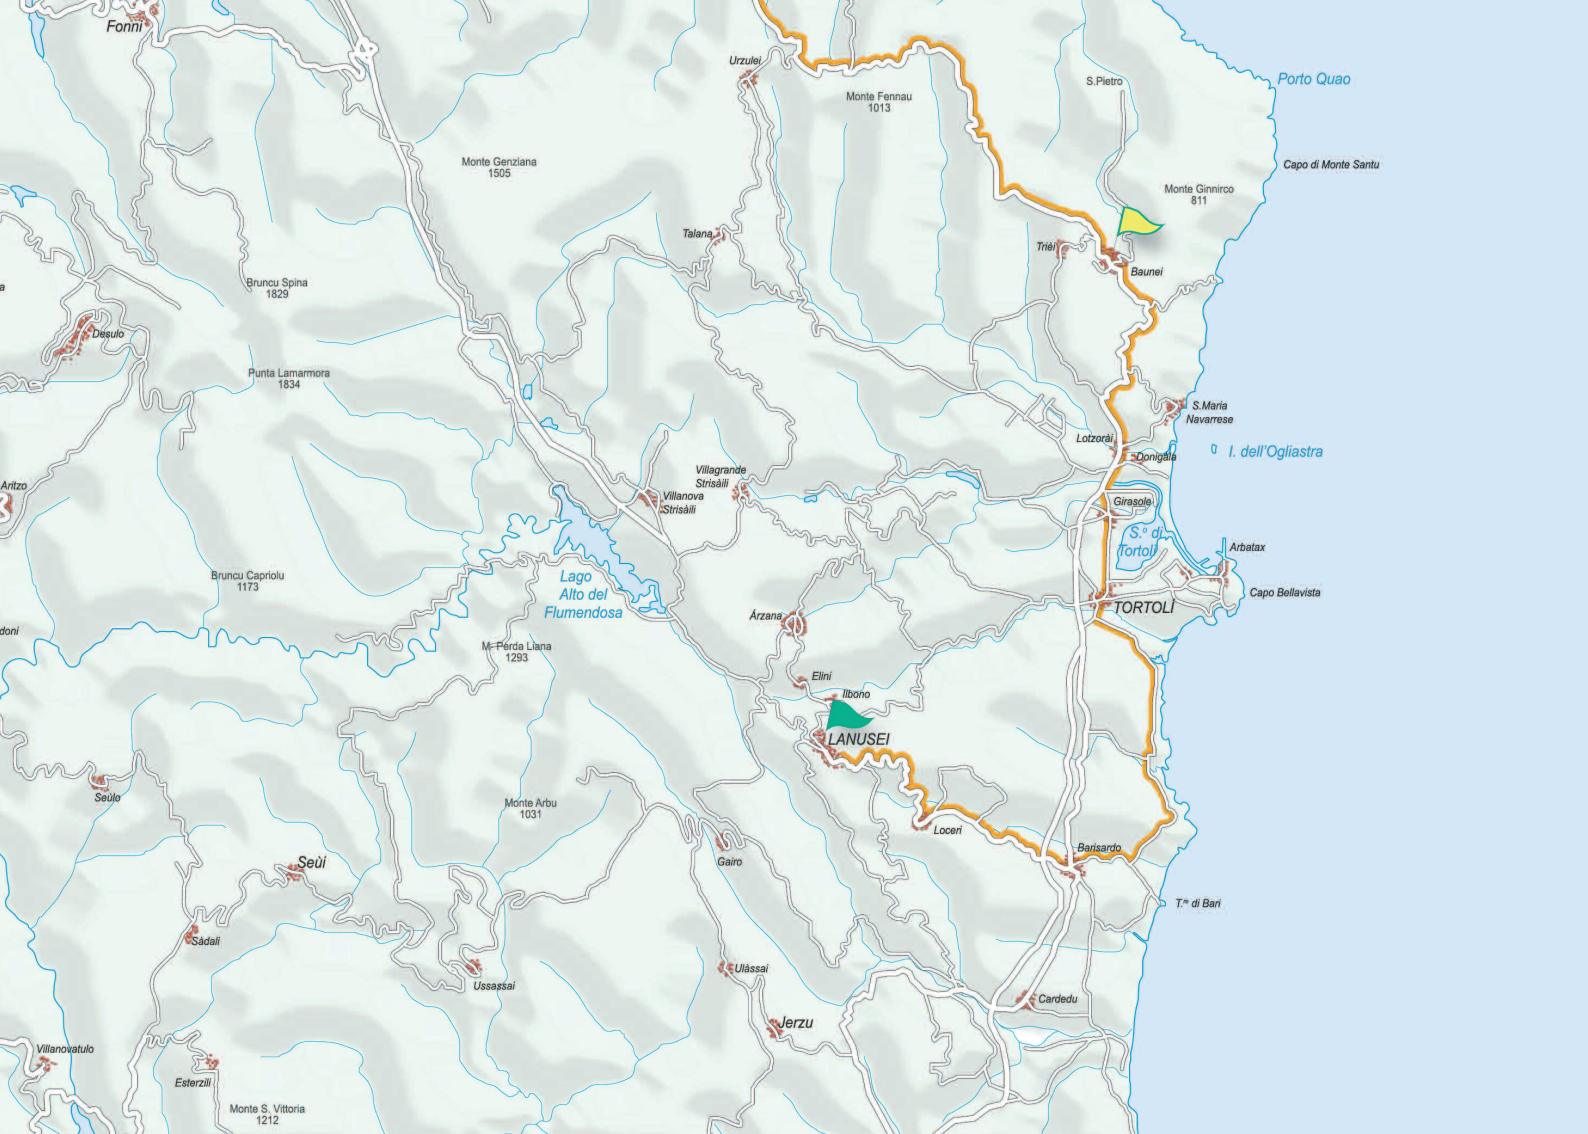 Fonni
Urzulei
Porto Quao
S.Pietro
Monte Fennau
1013
Monte Genziana
1505
Capo di Monte Santu
Monte Ginnirco
811
Talana
Trièi
Baunei
Bruncu Spina
1829
a
Desulo
Punta Lamarmora
1834
S.Maria
Navarrese
Lotzorài
Donigala
I. dell'Ogliastra
Villagrande
Strisàili
Aritzo
Villanova
Strisàili
Girasole
S.º di
Tortolì
Arbatax
Bruncu Capriolu
1173
Lago
Alto del
Flumendosa
Capo Bellavista
TORTOLÌ
Àrzana
doni
M. Perda Liana
1293
Elini
Ilbono
LANUSEI
Seùlo
Monte Arbu
1031
Loceri
Barisardo
Gairo
Seùi
T.re di Bari
Sàdali
Ulàssai
Ussassai
Cardedu
Jerzu
Villanovatulo
Esterzili
Monte S. Vittoria
1212